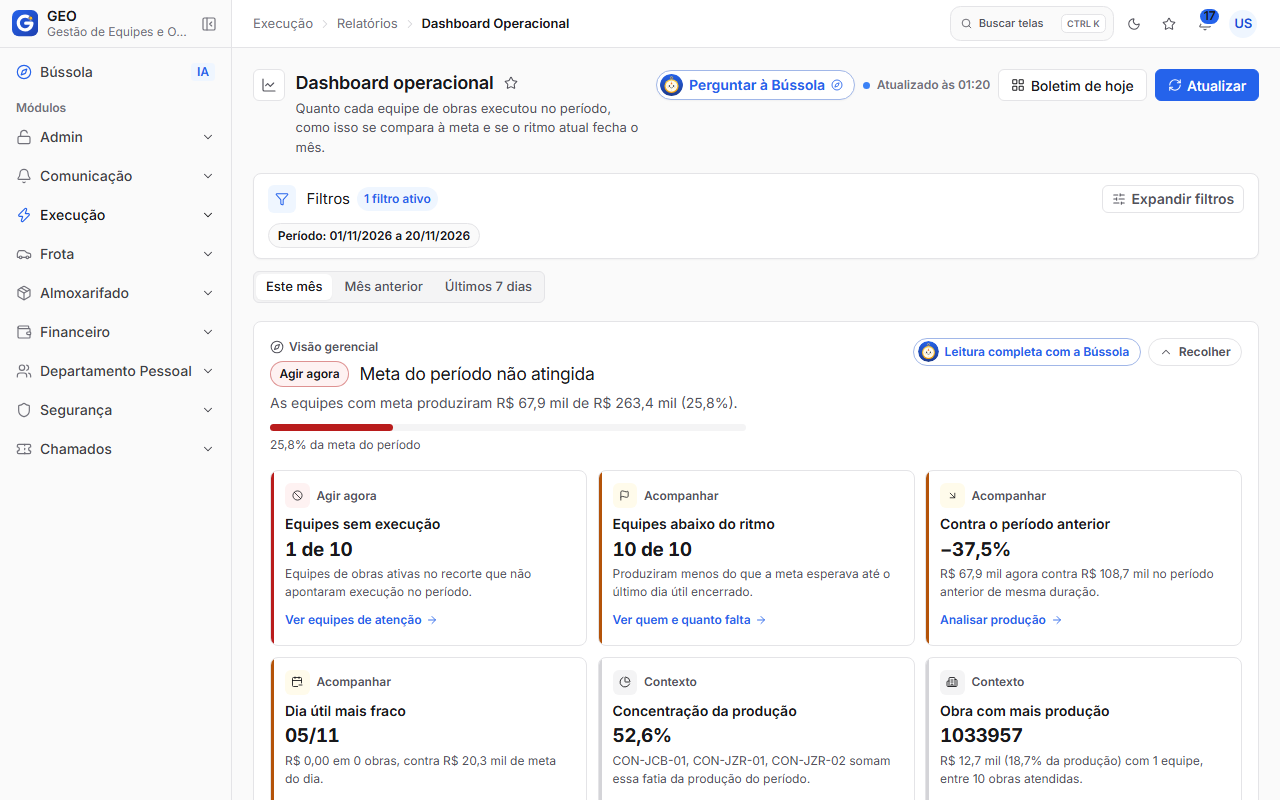 GEO
Gestão de Equipes e O...
Execução
Relatórios
Dashboard Operacional
Buscar telas
CTRL K
17
US
Bússola
IA
Módulos
Admin
Comunicação
Execução
Frota
Almoxarifado
Financeiro
Departamento Pessoal
Segurança
Chamados
Dashboard operacional
Quanto cada equipe de obras executou no período,
como isso se compara à meta e se o ritmo atual fecha o
mês.
Perguntar à Bússola
Atualizado às 01:20
Boletim de hoje
Atualizar
Filtros
1 filtro ativo
Expandir filtros
Período: 01/11/2026 a 20/11/2026
Este mês
Mês anterior
Últimos 7 dias
Visão gerencial
Leitura completa com a Bússola
Recolher
Agir agora
Meta do período não atingida
As equipes com meta produziram R$ 67,9 mil de R$ 263,4 mil (25,8%).
25,8% da meta do período
Agir agora
Equipes sem execução
1 de 10
Equipes de obras ativas no recorte que não
apontaram execução no período.
Ver equipes de atenção →
Acompanhar
Equipes abaixo do ritmo
10 de 10
Produziram menos do que a meta esperava até o
último dia útil encerrado.
Ver quem e quanto falta →
Acompanhar
Contra o período anterior
−37,5%
R$ 67,9 mil agora contra R$ 108,7 mil no período
anterior de mesma duração.
Analisar produção →
Acompanhar
Dia útil mais fraco
05/11
R$ 0,00 em 0 obras, contra R$ 20,3 mil de meta
do dia.
Contexto
Concentração da produção
52,6%
CON-JCB-01, CON-JZR-01, CON-JZR-02 somam
essa fatia da produção do período.
Contexto
Obra com mais produção
1033957
R$ 12,7 mil (18,7% da produção) com 1 equipe,
entre 10 obras atendidas.